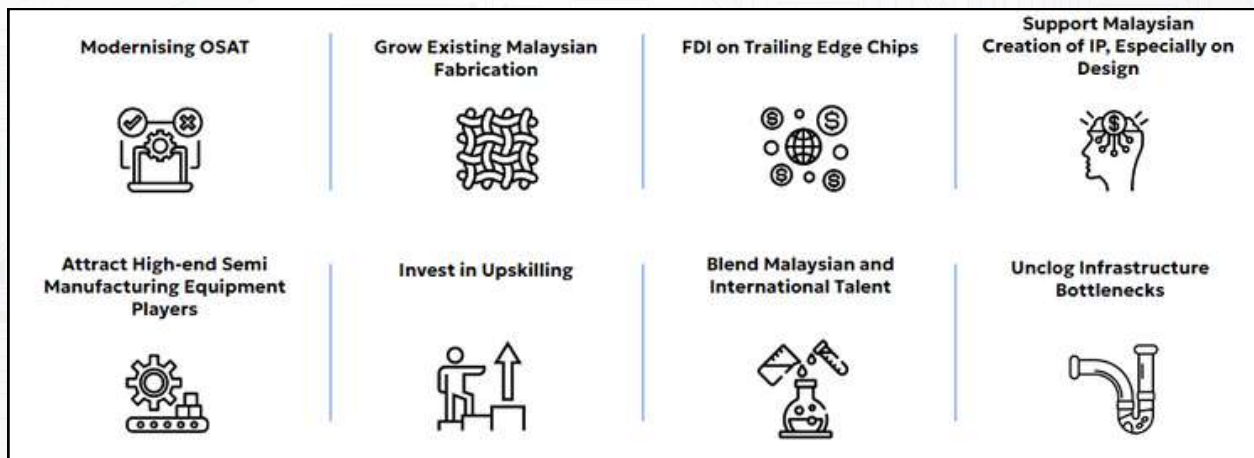 Modernising OSAT
Grow Existing Malaysian
Fabrication
FDI on Trailing Edge Chips
Support Malaysian
Creation of IP, Especially on
Design
Attract High-end Semi
Manufacturing Equipment
Players
Invest in Upskilling
Blend Malaysian and
International Talent
Unclog Infrastructure
Bottlenecks